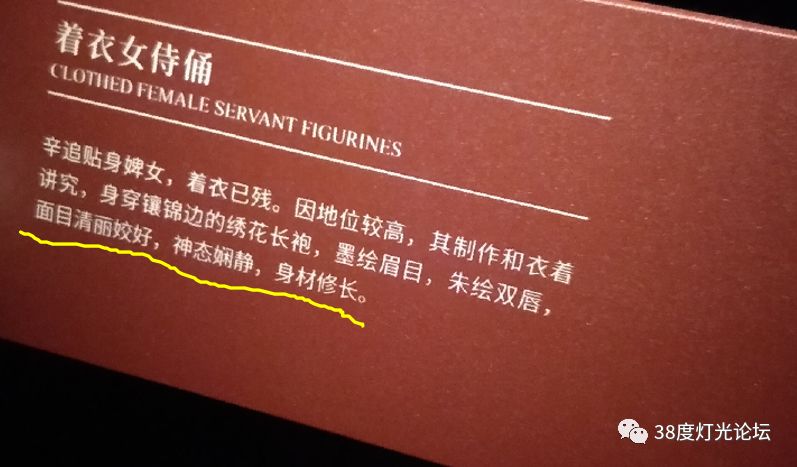 着衣女侍俑
CLOTHED FEMALE SERVANT FIGURINES
辛追贴身婢女，着衣已残。因地位较高，其制作和衣着
讲究，身穿镶锦边的绣花长袍，墨绘眉目，朱绘双唇，
面目清丽姣好，神态娴静，身材修长。
38度灯光论坛